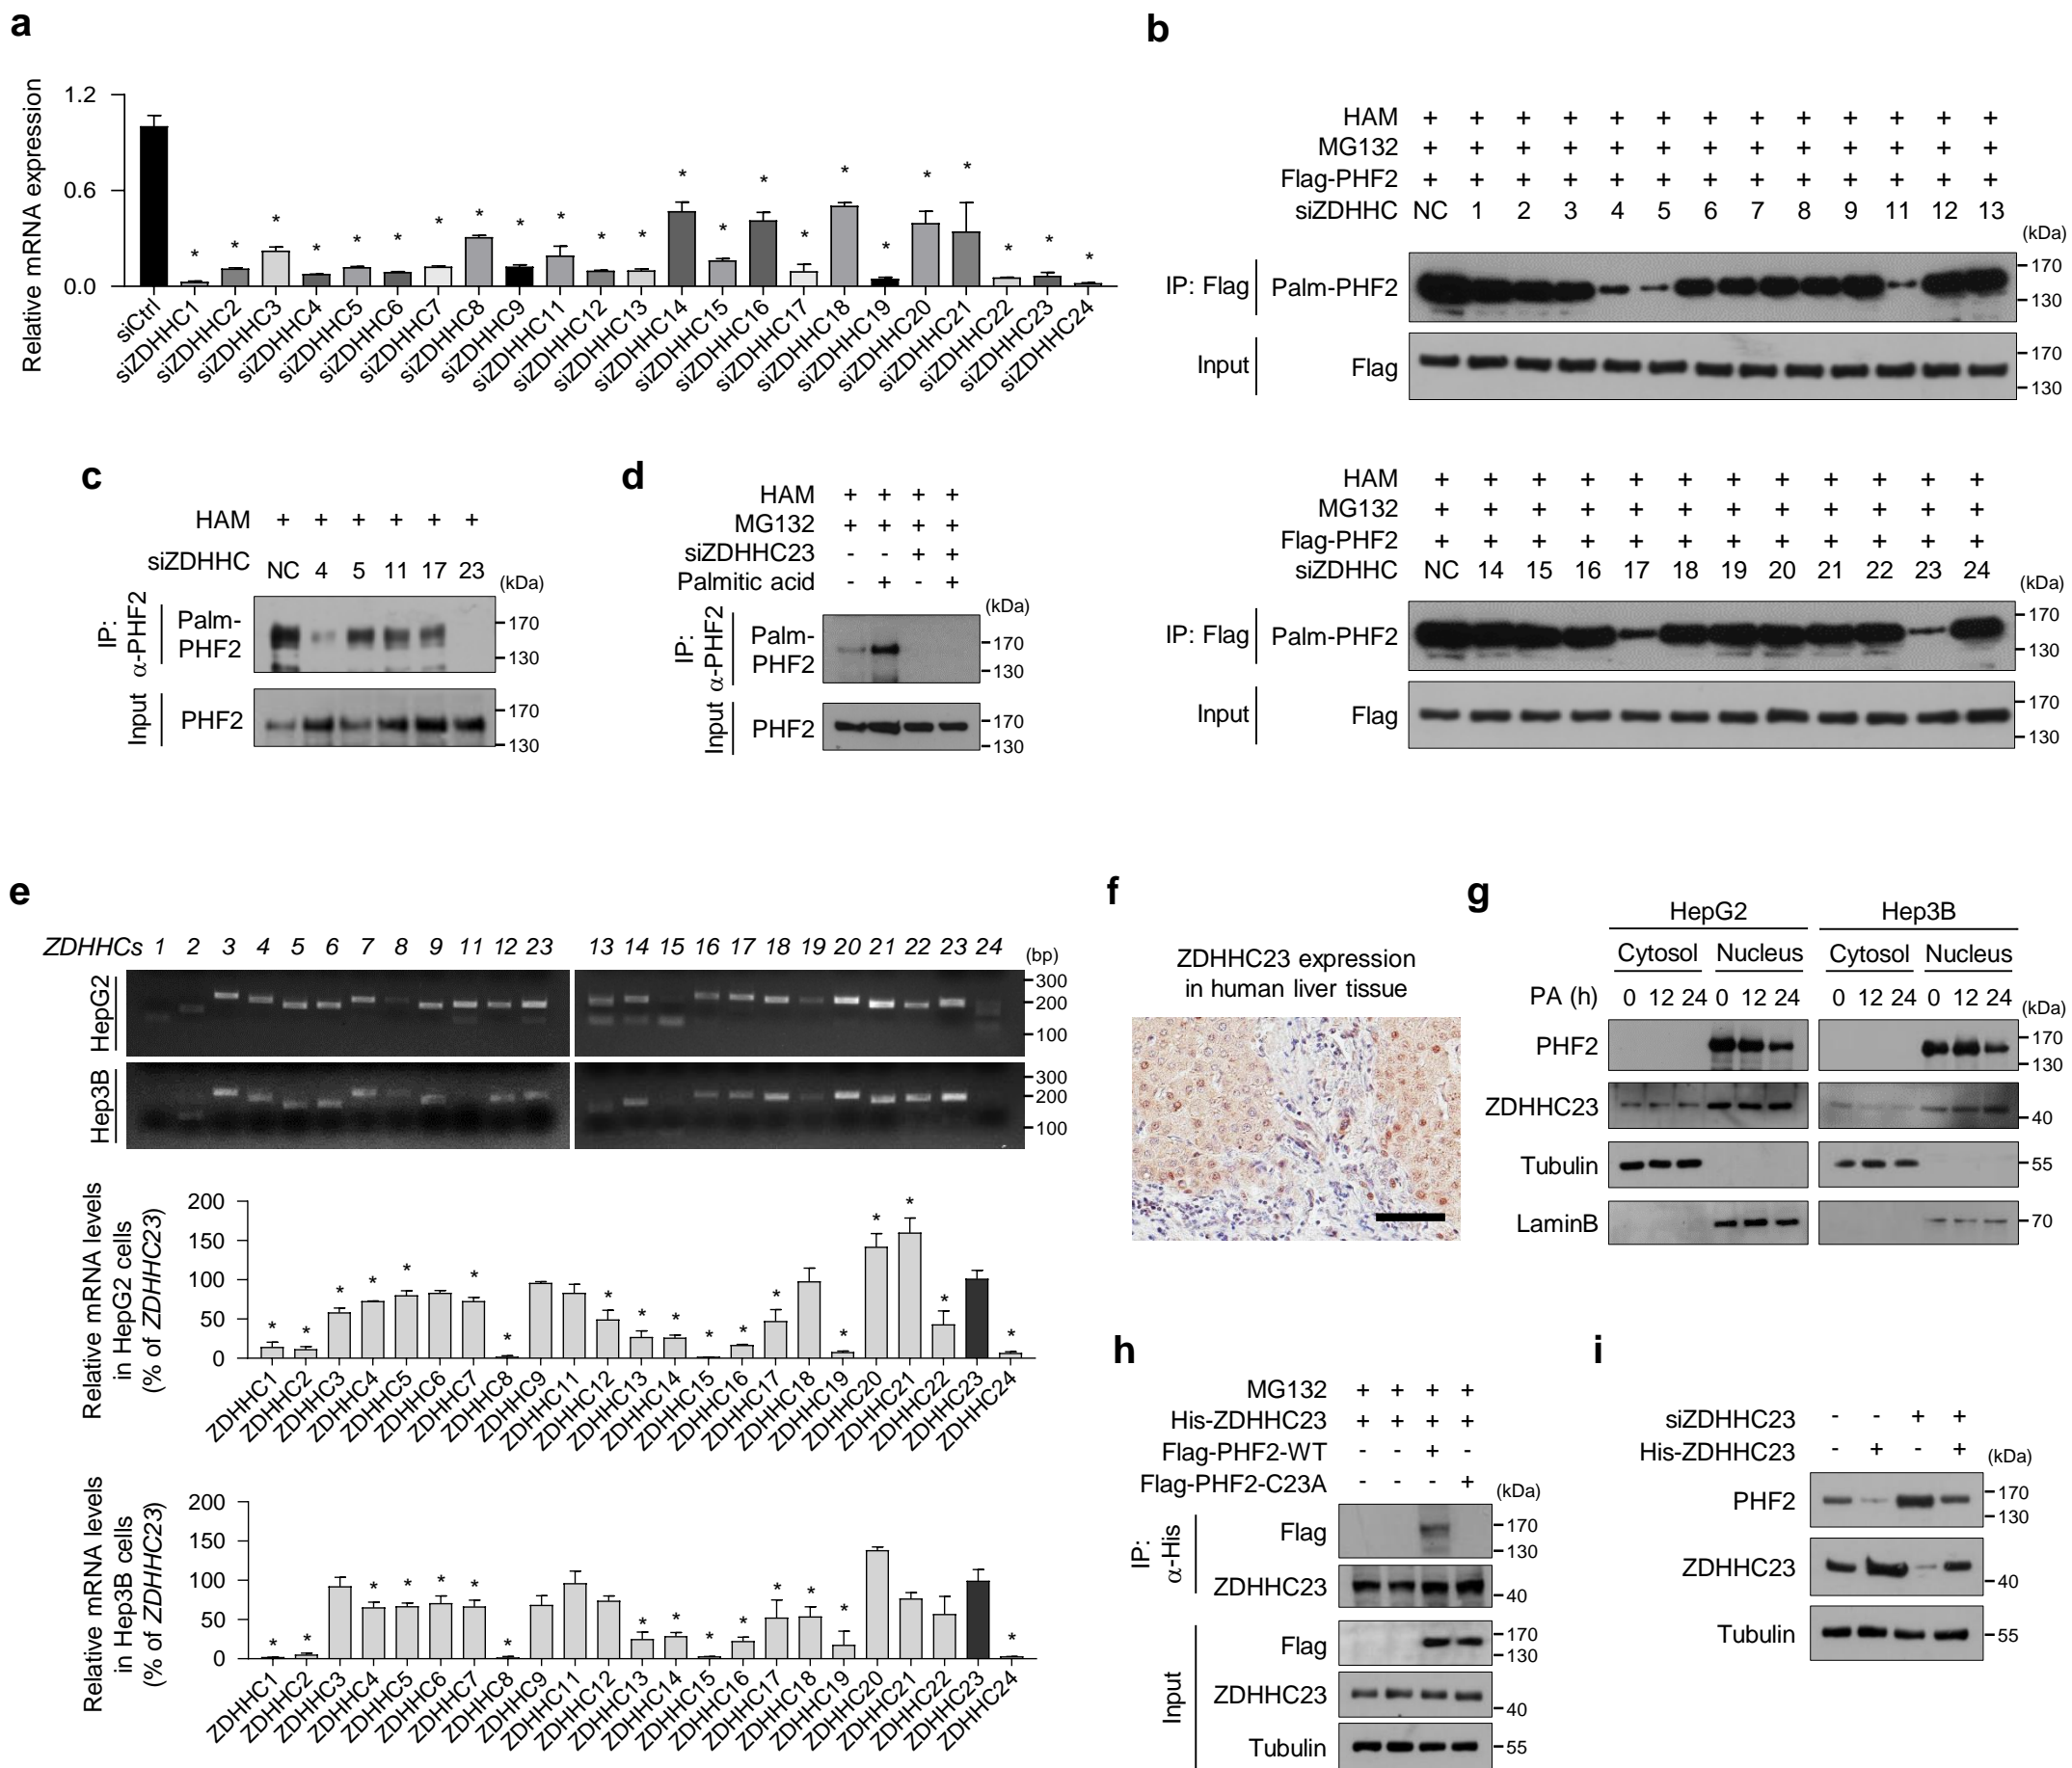 a
Relative mRNA expression
1.2
0.6
0.0
* * * * * * * * * * * * * * * * * * * * * * *
siCtrl siZDHHC1 siZDHHC2 siZDHHC3 siZDHHC4 siZDHHC5 siZDHHC6 siZDHHC7 siZDHHC8 siZDHHC9 siZDHHC11 siZDHHC12 siZDHHC13 siZDHHC14 siZDHHC15 siZDHHC16 siZDHHC17 siZDHHC18 siZDHHC19 siZDHHC20 siZDHHC21 siZDHHC22 siZDHHC23 siZDHHC24
b
HAM + + + + + + + + + + + + +
MG132 + + + + + + + + + + + + +
Flag-PHF2 + + + + + + + + + + + + +
siZDHHC NC 1 2 3 4 5 6 7 8 9 11 12 13
(kDa)
IP: Flag Palm-PHF2 170
130
Input Flag 170
130
HAM + + + + + + + + + + + +
MG132 + + + + + + + + + + + +
Flag-PHF2 + + + + + + + + + + + +
siZDHHC NC 14 15 16 17 18 19 20 21 22 23 24
(kDa)
IP: Flag Palm-PHF2 170
130
Input Flag 170
130
c
HAM + + + + + +
siZDHHC NC 4 5 11 17 23
(kDa)
IP:
α-PHF2
Palm-
PHF2
170
130
Input PHF2 170
130
d
HAM + + + +
MG132 + + + +
siZDHHC23 - - + +
Palmitic acid - + - +
(kDa)
IP:
α-PHF2
Palm-
PHF2
170
130
Input PHF2 170
130
e
ZDHHCs 1 2 3 4 5 6 7 8 9 11 12 23 13 14 15 16 17 18 19 20 21 22 23 24 (bp)
HepG2 300
200
100
Hep3B 300
200
100
Relative mRNA levels
in HepG2 cells
(% of ZDHHC23)
200
150
100
50
0
* * * * * * * * * * * * * * * * * *
ZDHHC1 ZDHHC2 ZDHHC3 ZDHHC4 ZDHHC5 ZDHHC6 ZDHHC7 ZDHHC8 ZDHHC9 ZDHHC11 ZDHHC12 ZDHHC13 ZDHHC14 ZDHHC15 ZDHHC16 ZDHHC17 ZDHHC18 ZDHHC19 ZDHHC20 ZDHHC21 ZDHHC22 ZDHHC23 ZDHHC24
Relative mRNA levels
in Hep3B cells
(% of ZDHHC23)
200
150
100
50
0
* * * * * * * * * * * * * * *
ZDHHC1 ZDHHC2 ZDHHC3 ZDHHC4 ZDHHC5 ZDHHC6 ZDHHC7 ZDHHC8 ZDHHC9 ZDHHC11 ZDHHC12 ZDHHC13 ZDHHC14 ZDHHC15 ZDHHC16 ZDHHC17 ZDHHC18 ZDHHC19 ZDHHC20 ZDHHC21 ZDHHC22 ZDHHC23 ZDHHC24
f
ZDHHC23 expression
in human liver tissue
g
HepG2 Hep3B
Cytosol Nucleus Cytosol Nucleus
PA (h) 0 12 24 0 12 24 0 12 24 0 12 24
(kDa)
PHF2 170
130
ZDHHC23 40
Tubulin 55
LaminB 70
h
MG132 + + + +
His-ZDHHC23 + + + +
Flag-PHF2-WT - - + -
Flag-PHF2-C23A - - - +
(kDa)
IP:
α-His
Flag 170
130
ZDHHC23 40
Input
Flag 170
130
ZDHHC23 40
Tubulin 55
i
siZDHHC23 - - + +
His-ZDHHC23 - + - +
(kDa)
PHF2 170
130
ZDHHC23 40
Tubulin 55